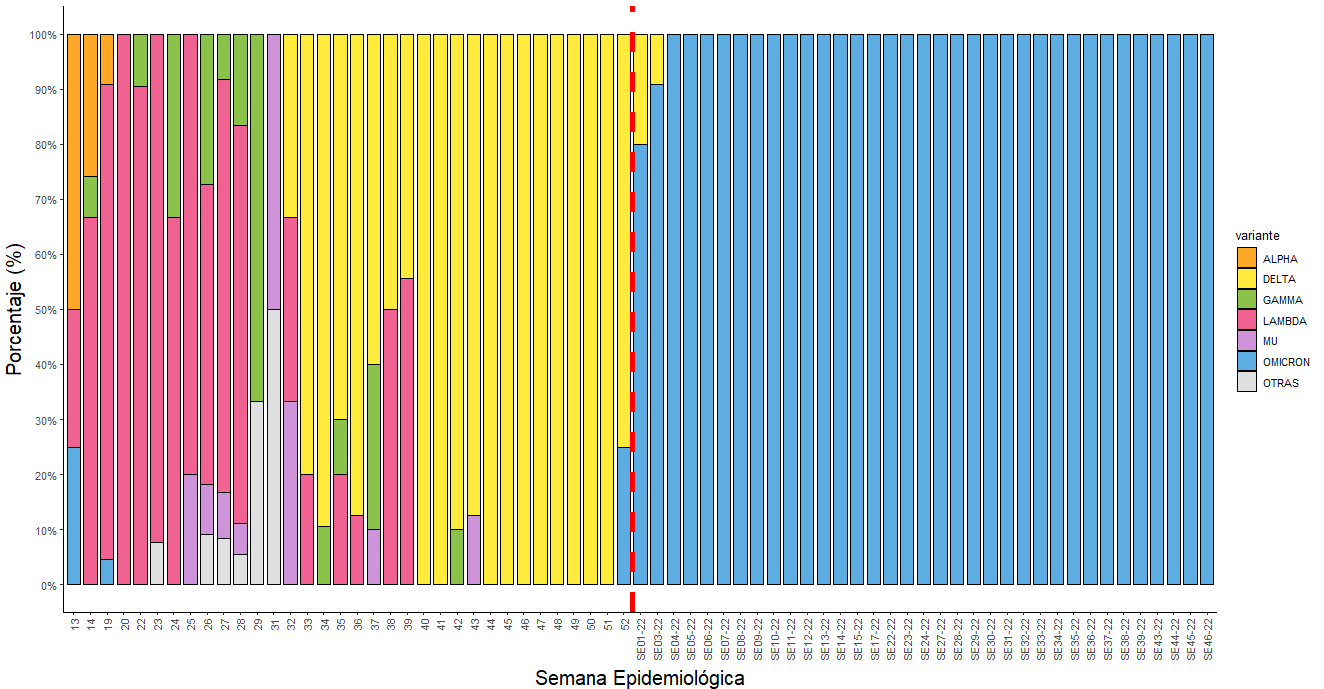 Porcentaje (%)
100%
90%
80%
70%
60%
50%
40%
30%
20%
10%
0%
13
14
19
20
22
23
24
25
26
27
28
29
31
32
33
34
35
36
37
38
39
40
41
42
43
44
45
46
47
48
49
50
51
52
SE01-22
SE03-22
SE04-22
SE05-22
SE06-22
SE07-22
SE08-22
SE09-22
SE10-22
SE11-22
SE12-22
SE13-22
SE14-22
SE15-22
SE17-22
SE22-22
SE23-22
SE24-22
SE27-22
SE28-22
SE29-22
SE30-22
SE31-22
SE32-22
SE33-22
SE34-22
SE35-22
SE36-22
SE37-22
SE38-22
SE39-22
SE43-22
SE44-22
SE45-22
SE46-22
Semana Epidemiológica
variante
ALPHA
DELTA
GAMMA
LAMBDA
MU
OMICRON
OTRAS